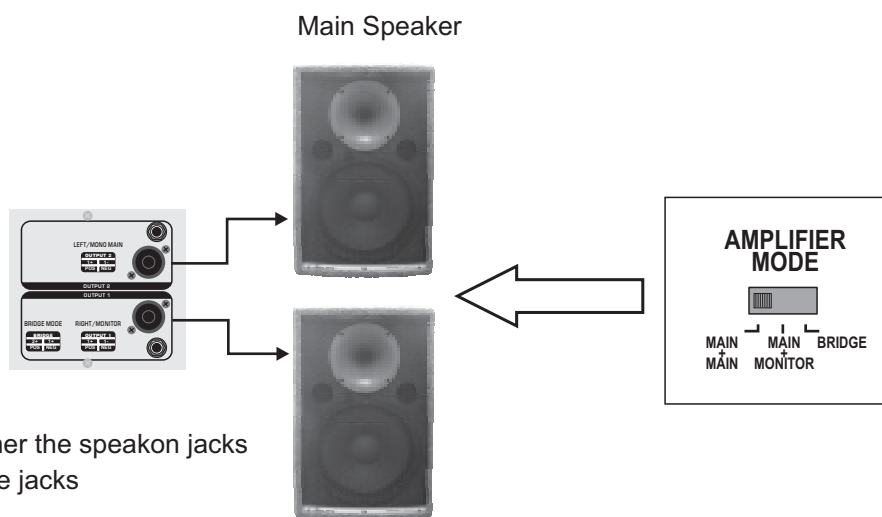 Main Speaker
LEFT/MONO MAIN
OUTPUT 2
1+ 1-
POS NEG
OUTPUT 2
OUTPUT 1
BRIDGE MODE RIGHT/MONITOR
BRIDGE OUTPUT 1
2+ 1+ 1+ 1-
POS NEG POS NEG
AMPLIFIER
MODE
MAIN MAIN BRIDGE
+ +
MAIN MONITOR
the speakon jacks
jacks